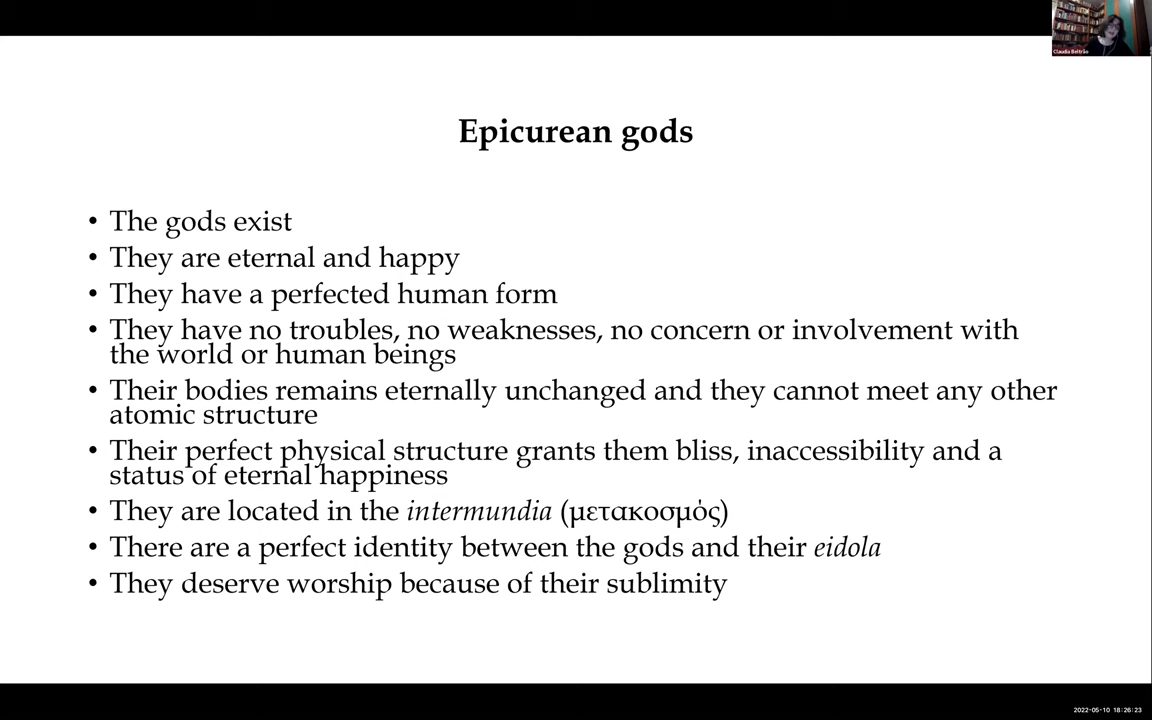 Claudia Beltrão
Epicurean gods
• The gods exist
• They are eternal and happy
• They have a perfected human form
• They have no troubles, no weaknesses, no concern or involvement with
the world or human beings
• Their bodies remains eternally unchanged and they cannot meet any other
atomic structure
• Their perfect physical structure grants them bliss, inaccessibility and a
status of eternal happiness
• They are located in the intermundia (μετακοσμός)
• There are a perfect identity between the gods and their eidola
• They deserve worship because of their sublimity
2022-05-10 18:26:23